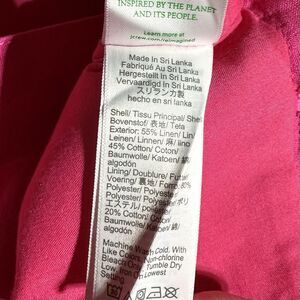 INSPIRED BY THE PLANET
AND ITS PEOPLE.
Learn more at
jcrew.com/reimagined
Made In Sri Lanka
Fabriqué Au Sri Lanka
Hergestellt In Sri Lanka
スリランカ製
hecho en sri lanka
Shell/ Tissu Principal/ Shell
Bovenstof/ 表地/ Tela
Exterior: 55% Linen/ Lin/
Leinen/ Linnen/ 麻/ lino
45% Cotton/ Coton/
Baumwolle/ Katoen/ 綿/
algodón
Lining/ Doublure/ Futter/
Voering/ 裏地/ Forro: 80%
Polyester/ Polyester/
Polyester/ Polyester/ ポリ
エステル/ poliéster
20% Cotton/ Coton/
Baumwolle/ Katoen/ 綿/
algodón
Machine Wash Cold, With
Like Colors, Non-chlorine
Bleach Only, Tumble Dry
Low, Iron On
Lowest